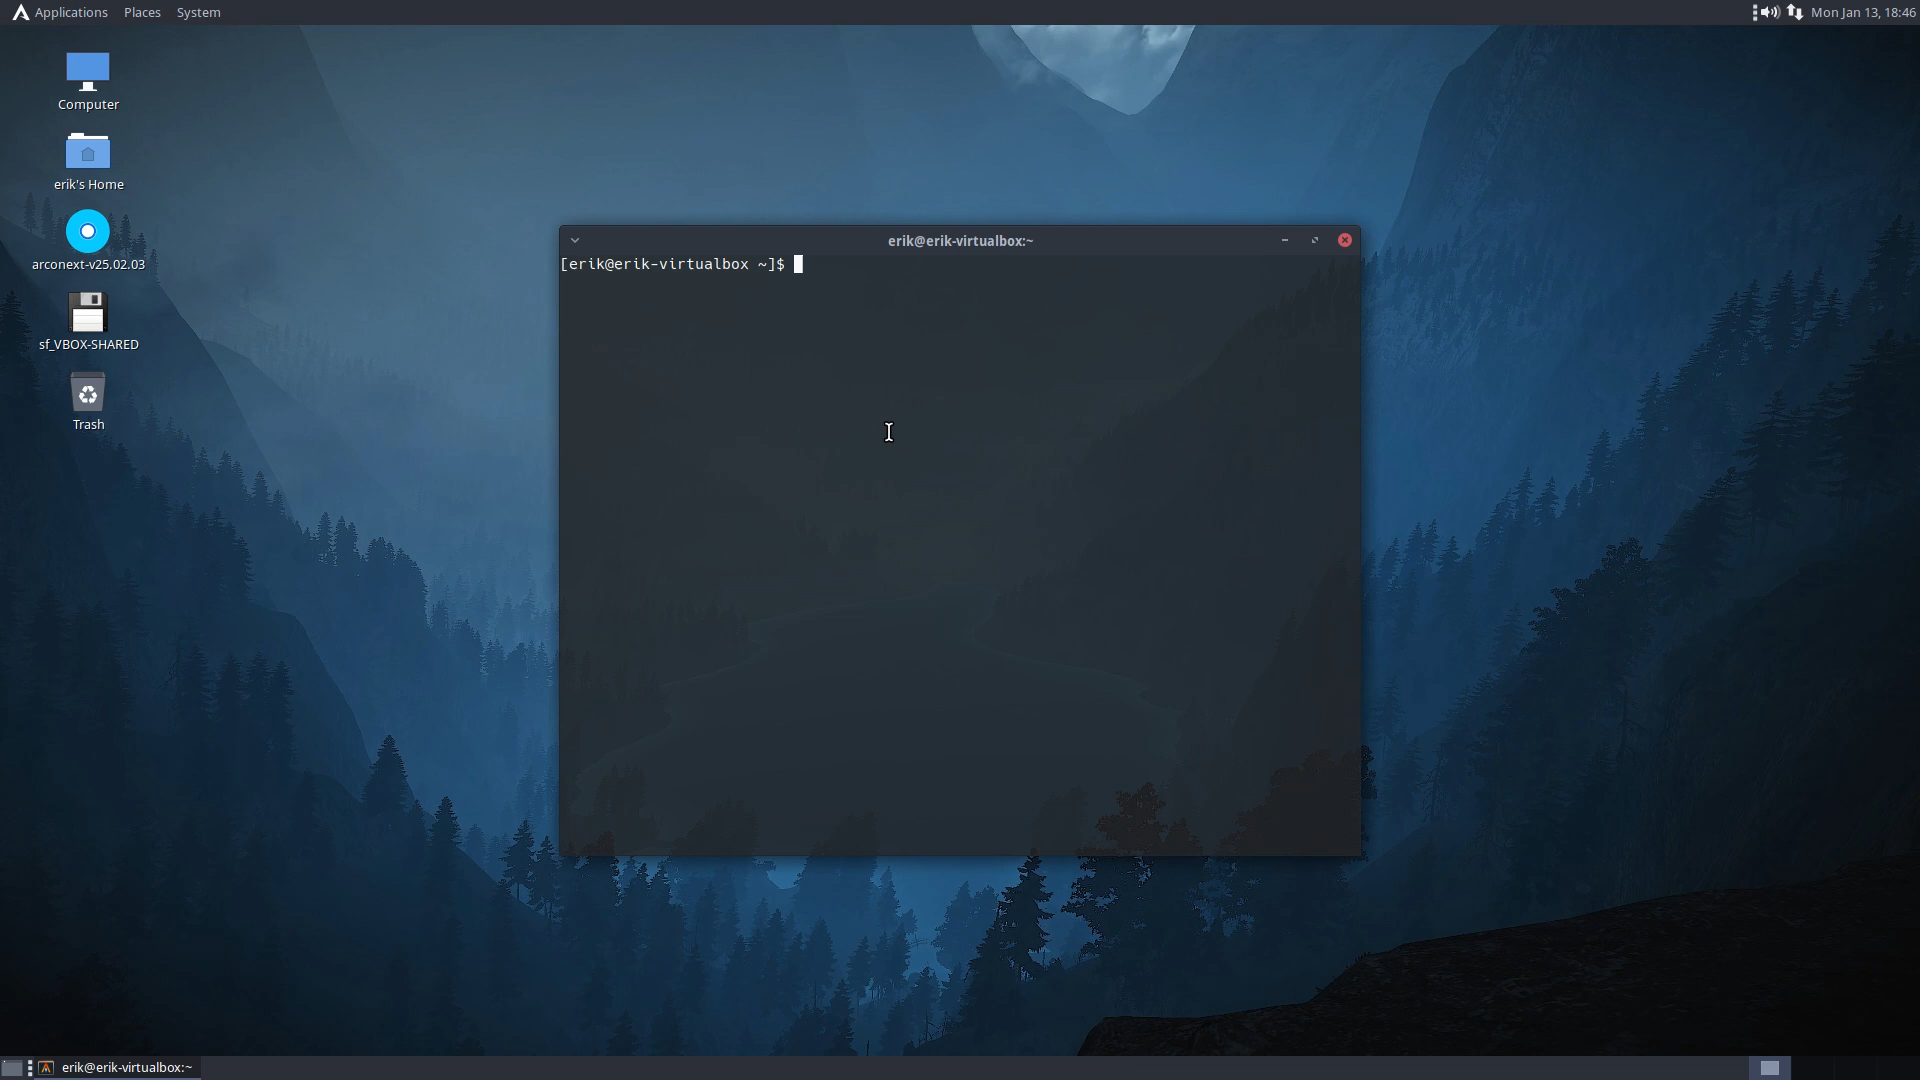 Applications Places System
Mon Jan 13, 18:46
Computer
erik's Home
arconext-v25.02.03
sf_VBOX-SHARED
Trash
erik@erik-virtualbox:~
[erik@erik-virtualbox ~]$
erik@erik-virtualbox:~